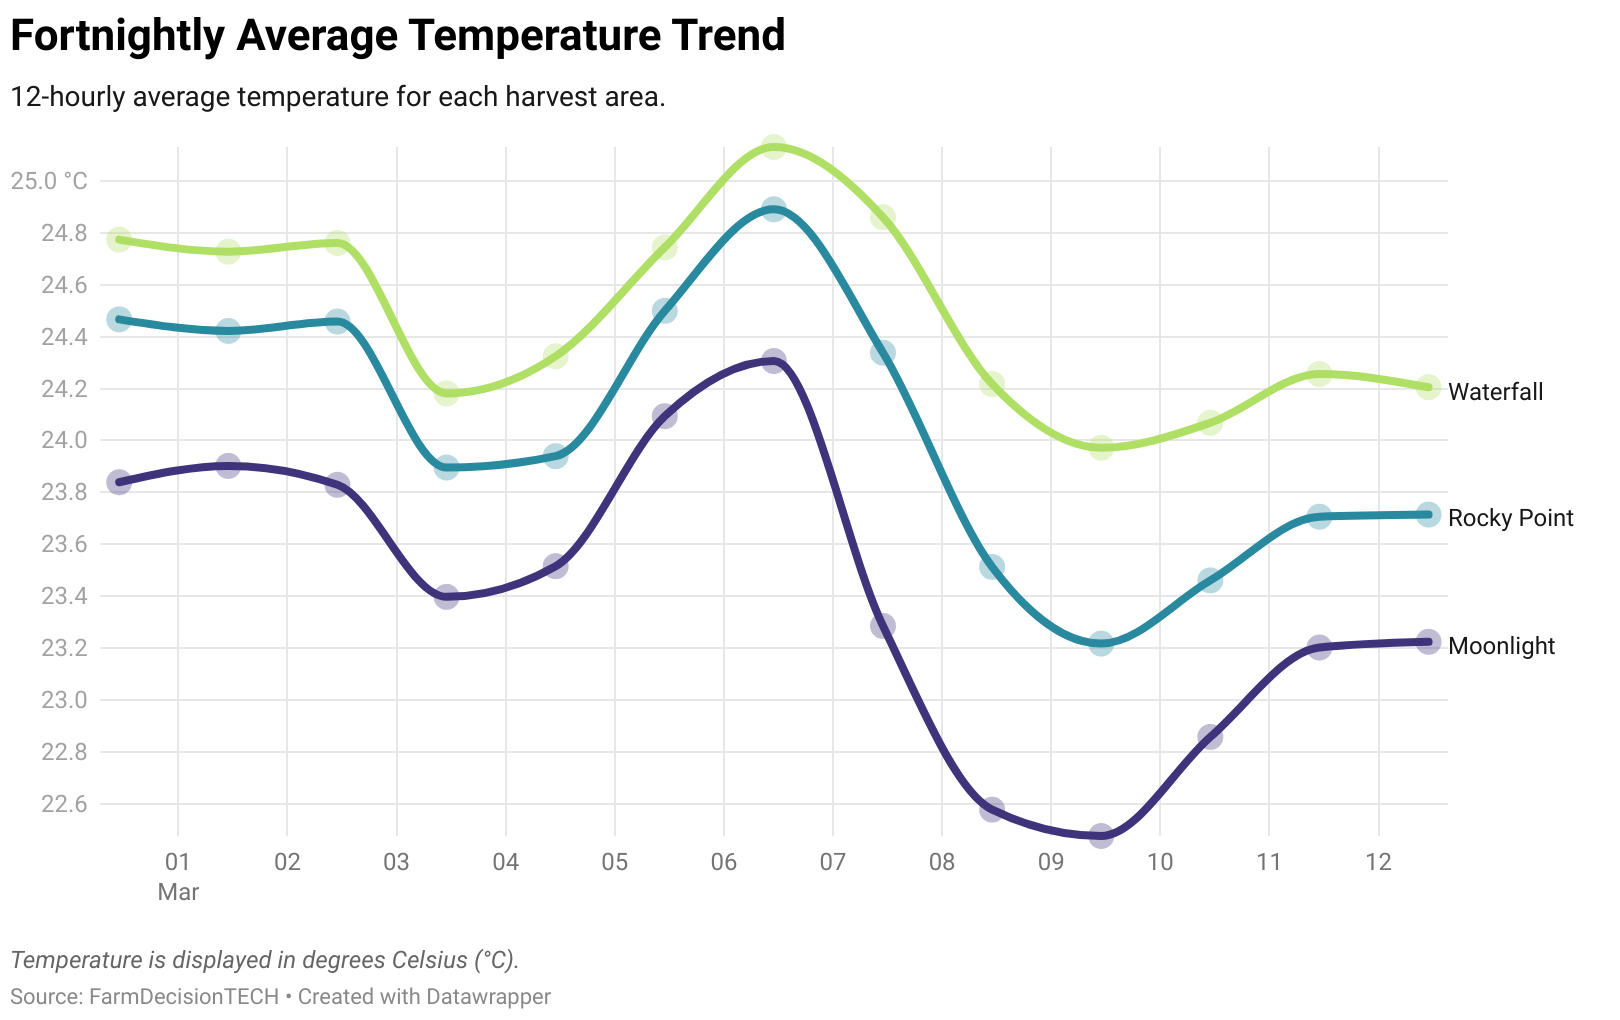 Fortnightly Average Temperature Trend
12-hourly average temperature for each harvest area.
25.0 °C
24.8
24.6
24.4
24.2
24.0
23.8
23.6
23.4
23.2
23.0
22.8
22.6
Waterfall
Rocky Point
Moonlight
01 02 03 04 05 06 07 08 09 10 11 12
Mar
Temperature is displayed in degrees Celsius (°C).
Source: FarmDecisionTECH • Created with Datawrapper